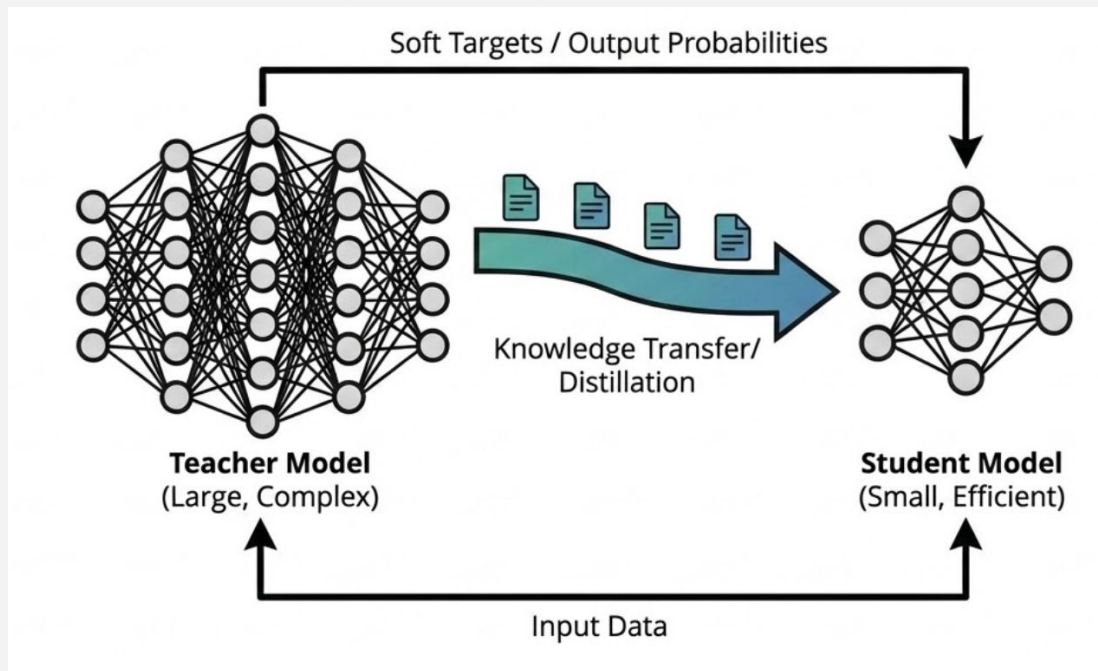 Soft Targets / Output Probabilities
Knowledge Transfer/
Distillation
Teacher Model
(Large, Complex)
Student Model
(Small, Efficient)
Input Data